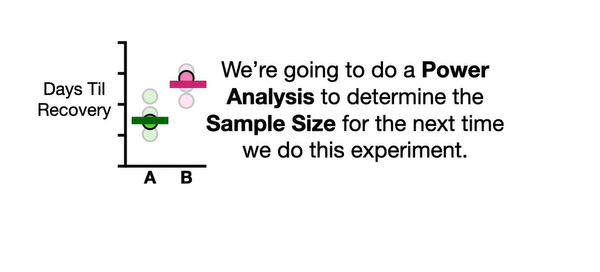 Days Til
Recovery
A B
We're going to do a Power
Analysis to determine the
Sample Size for the next time
we do this experiment.